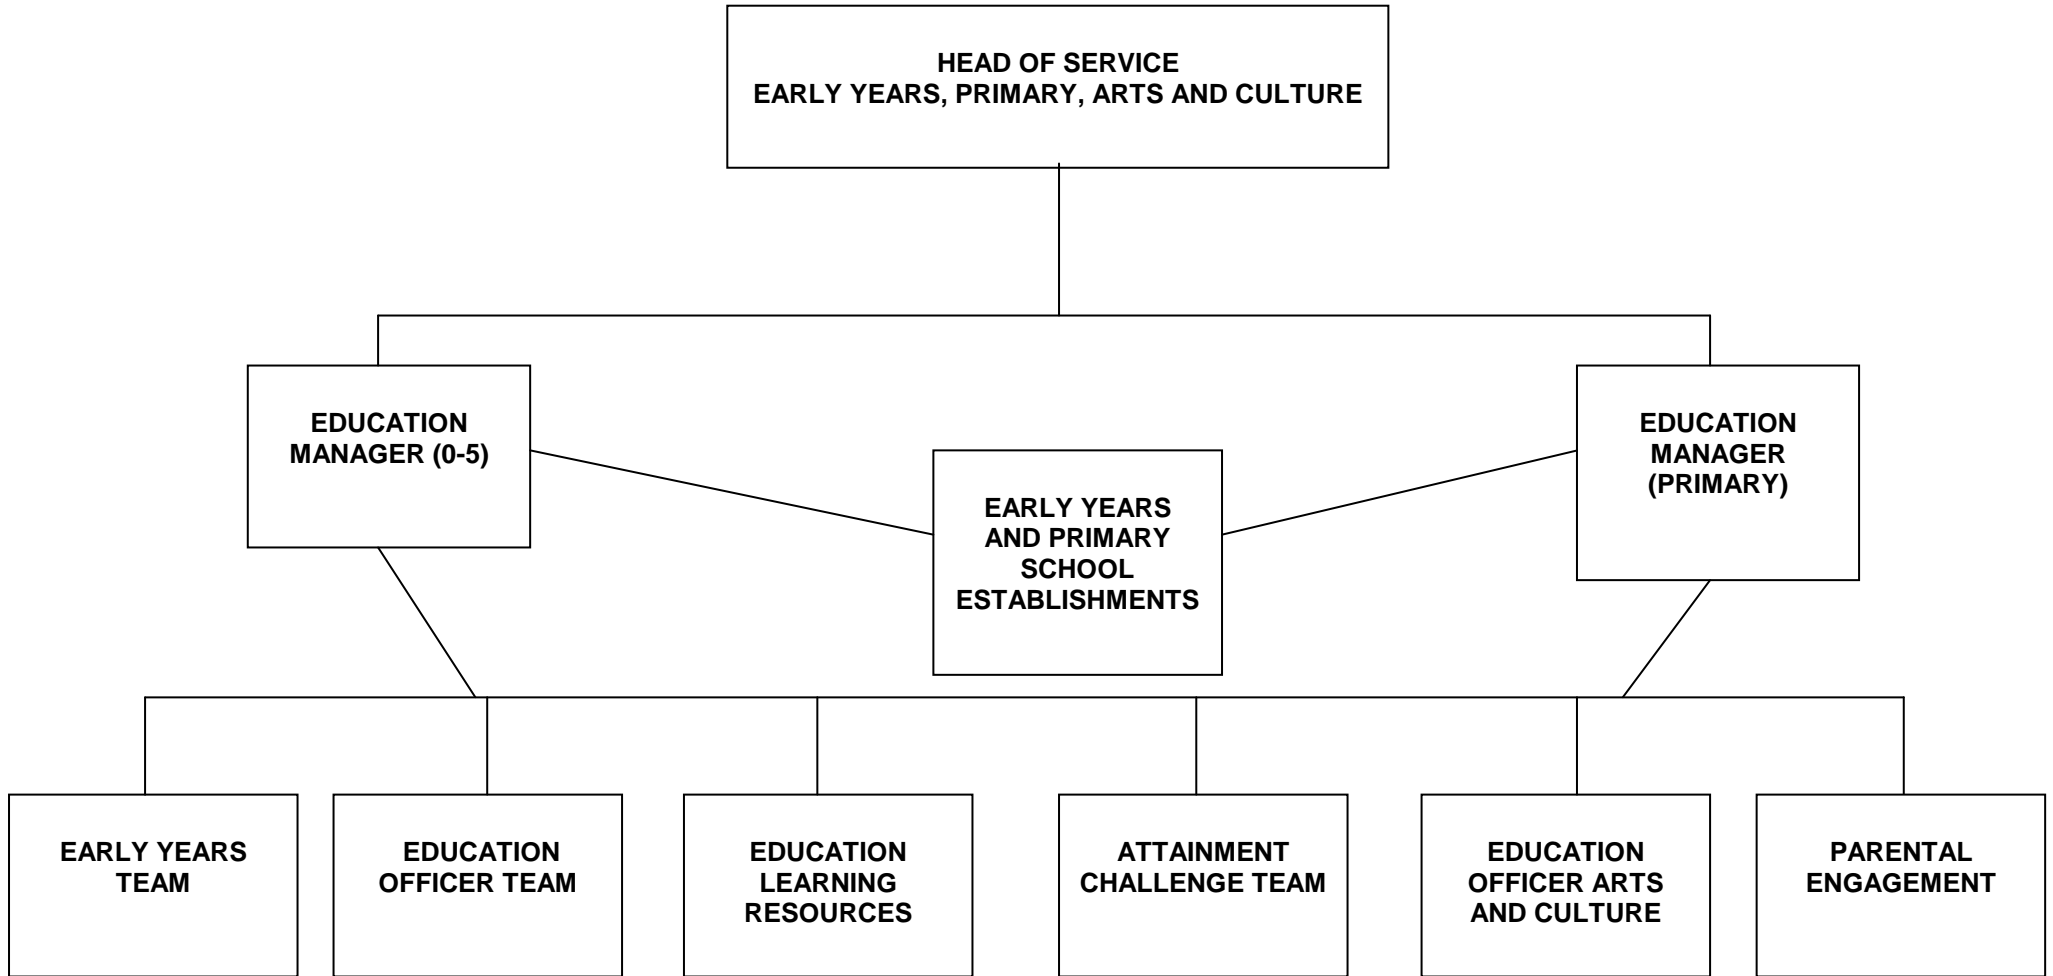 HEAD OF SERVICE
EARLY YEARS, PRIMARY, ARTS AND CULTURE
EDUCATION
MANAGER (0-5)
EARLY YEARS
AND PRIMARY
SCHOOL
ESTABLISHMENTS
EDUCATION
MANAGER
(PRIMARY)
EARLY YEARS
TEAM
EDUCATION
OFFICER TEAM
EDUCATION
LEARNING
RESOURCES
ATTAINMENT
CHALLENGE TEAM
EDUCATION
OFFICER ARTS
AND CULTURE
PARENTAL
ENGAGEMENT